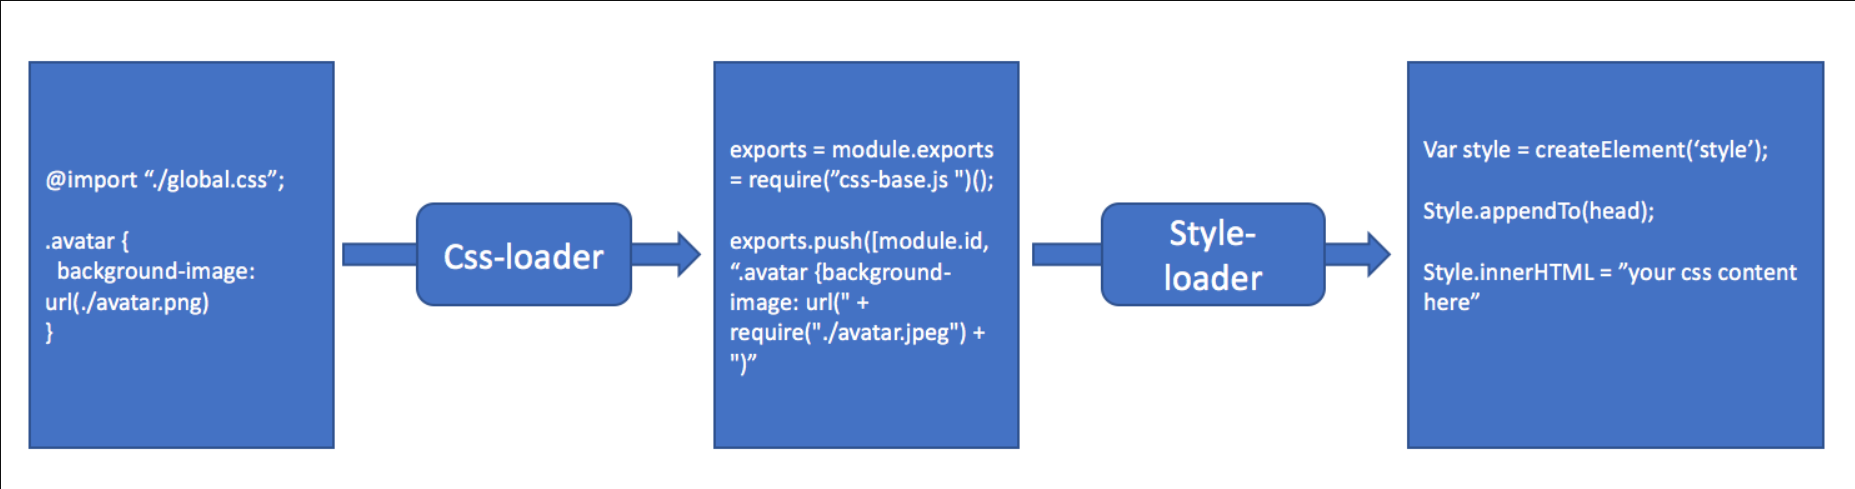 @import “./global.css”;
.avatar {
background-image:
url(./avatar.png)
}
Css-loader
exports = module.exports
= require(”css-base.js ")();
exports.push([module.id,
“.avatar {background-
image: url(" +
require("./avatar.jpeg") +
")”
Style-
loader
Var style = createElement(‘style’);
Style.appendTo(head);
Style.innerHTML = ”your css content
here”